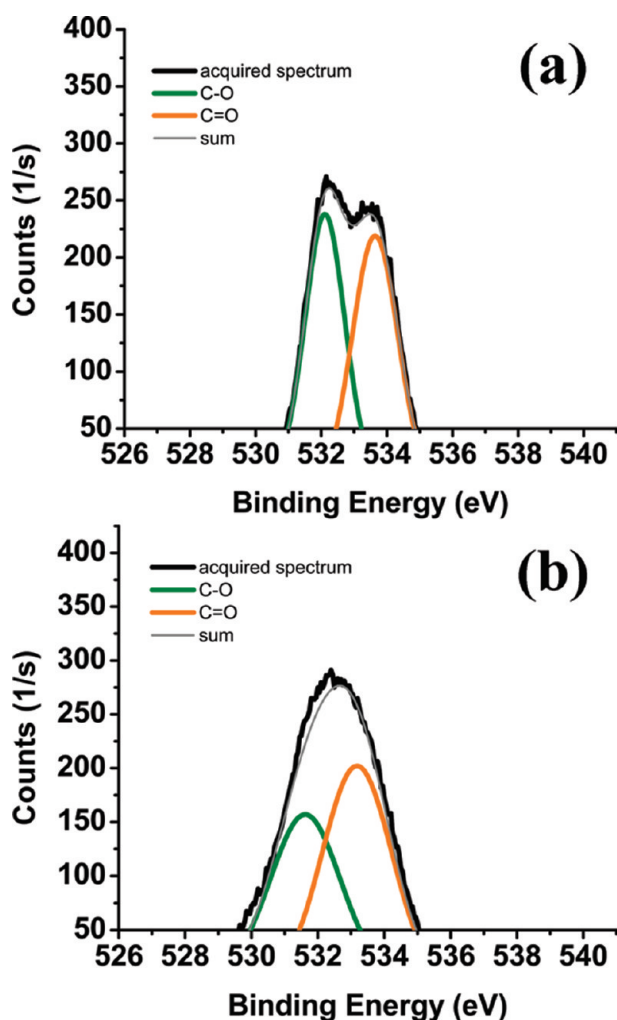 (a)
acquired spectrum
C-O
C=O
sum
400
350
300
250
200
150
100
50
Counts (1/s)
526 528 530 532 534 536 538 540
Binding Energy (eV)
(b)
acquired spectrum
C-O
C=O
sum
400
350
300
250
200
150
100
50
Counts (1/s)
526 528 530 532 534 536 538 540
Binding Energy (eV)